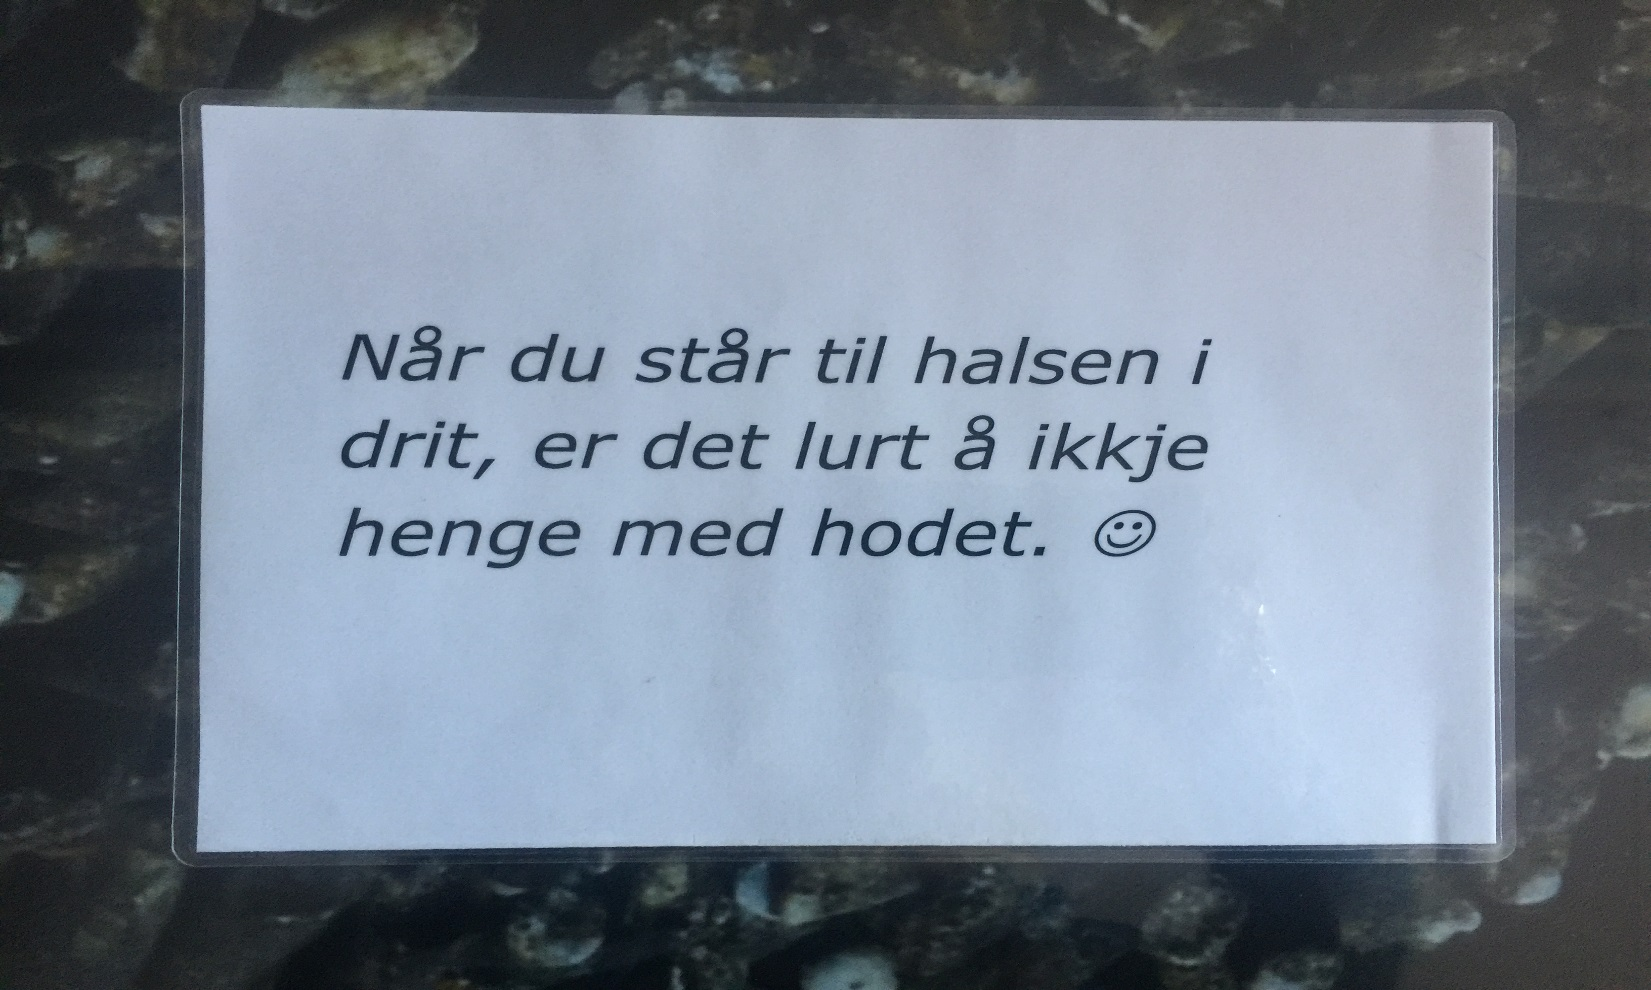 Når du står til halsen i
drit, er det lurt å ikkje
henge med hodet. ☺